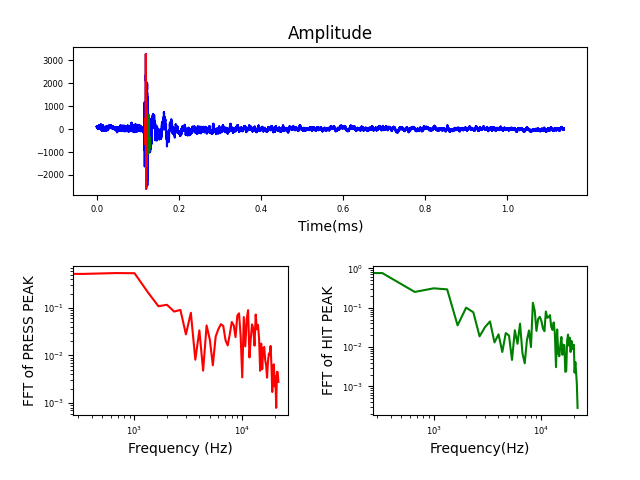 Amplitude
3000
2000
1000
0
−1000
−2000
0.0 0.2 0.4 0.6 0.8 1.0
Time(ms)
FFT of PRESS PEAK
10⁻¹
10⁻²
10⁻³
10³ 10⁴
Frequency (Hz)
FFT of HIT PEAK
10⁰
10⁻¹
10⁻²
10⁻³
10³ 10⁴
Frequency(Hz)